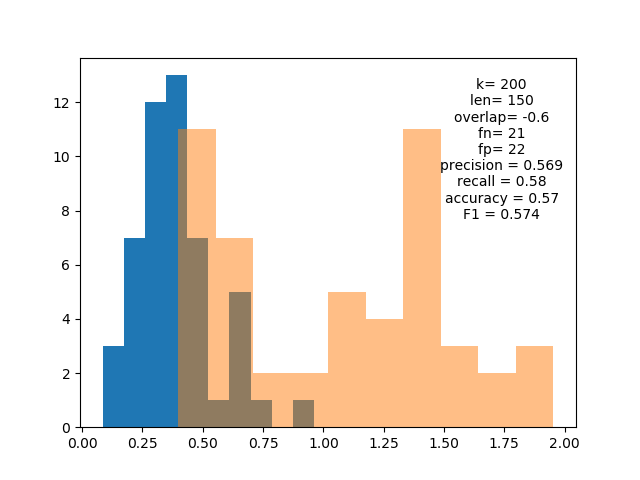 k= 200
len= 150
overlap= -0.6
fn= 21
fp= 22
precision = 0.569
recall = 0.58
accuracy = 0.57
F1 = 0.574
12
10
8
6
4
2
0
0.00 0.25 0.50 0.75 1.00 1.25 1.50 1.75 2.00